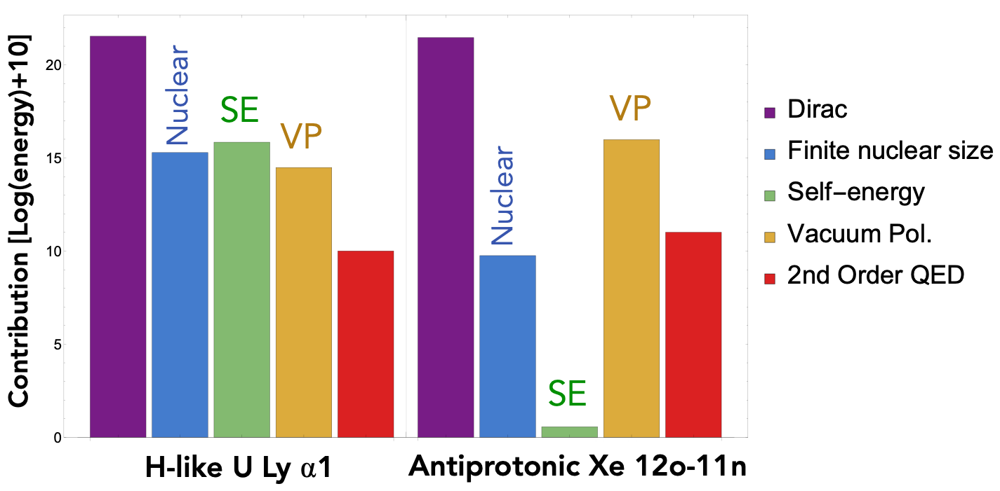 Contribution [Log(energy)+10]
20
15
10
5
0
Nuclear
SE
VP
Nuclear
SE
VP
H-like U Ly α1
Antiprotonic Xe 12o-11n
Dirac
Finite nuclear size
Self−energy
Vacuum Pol.
2nd Order QED